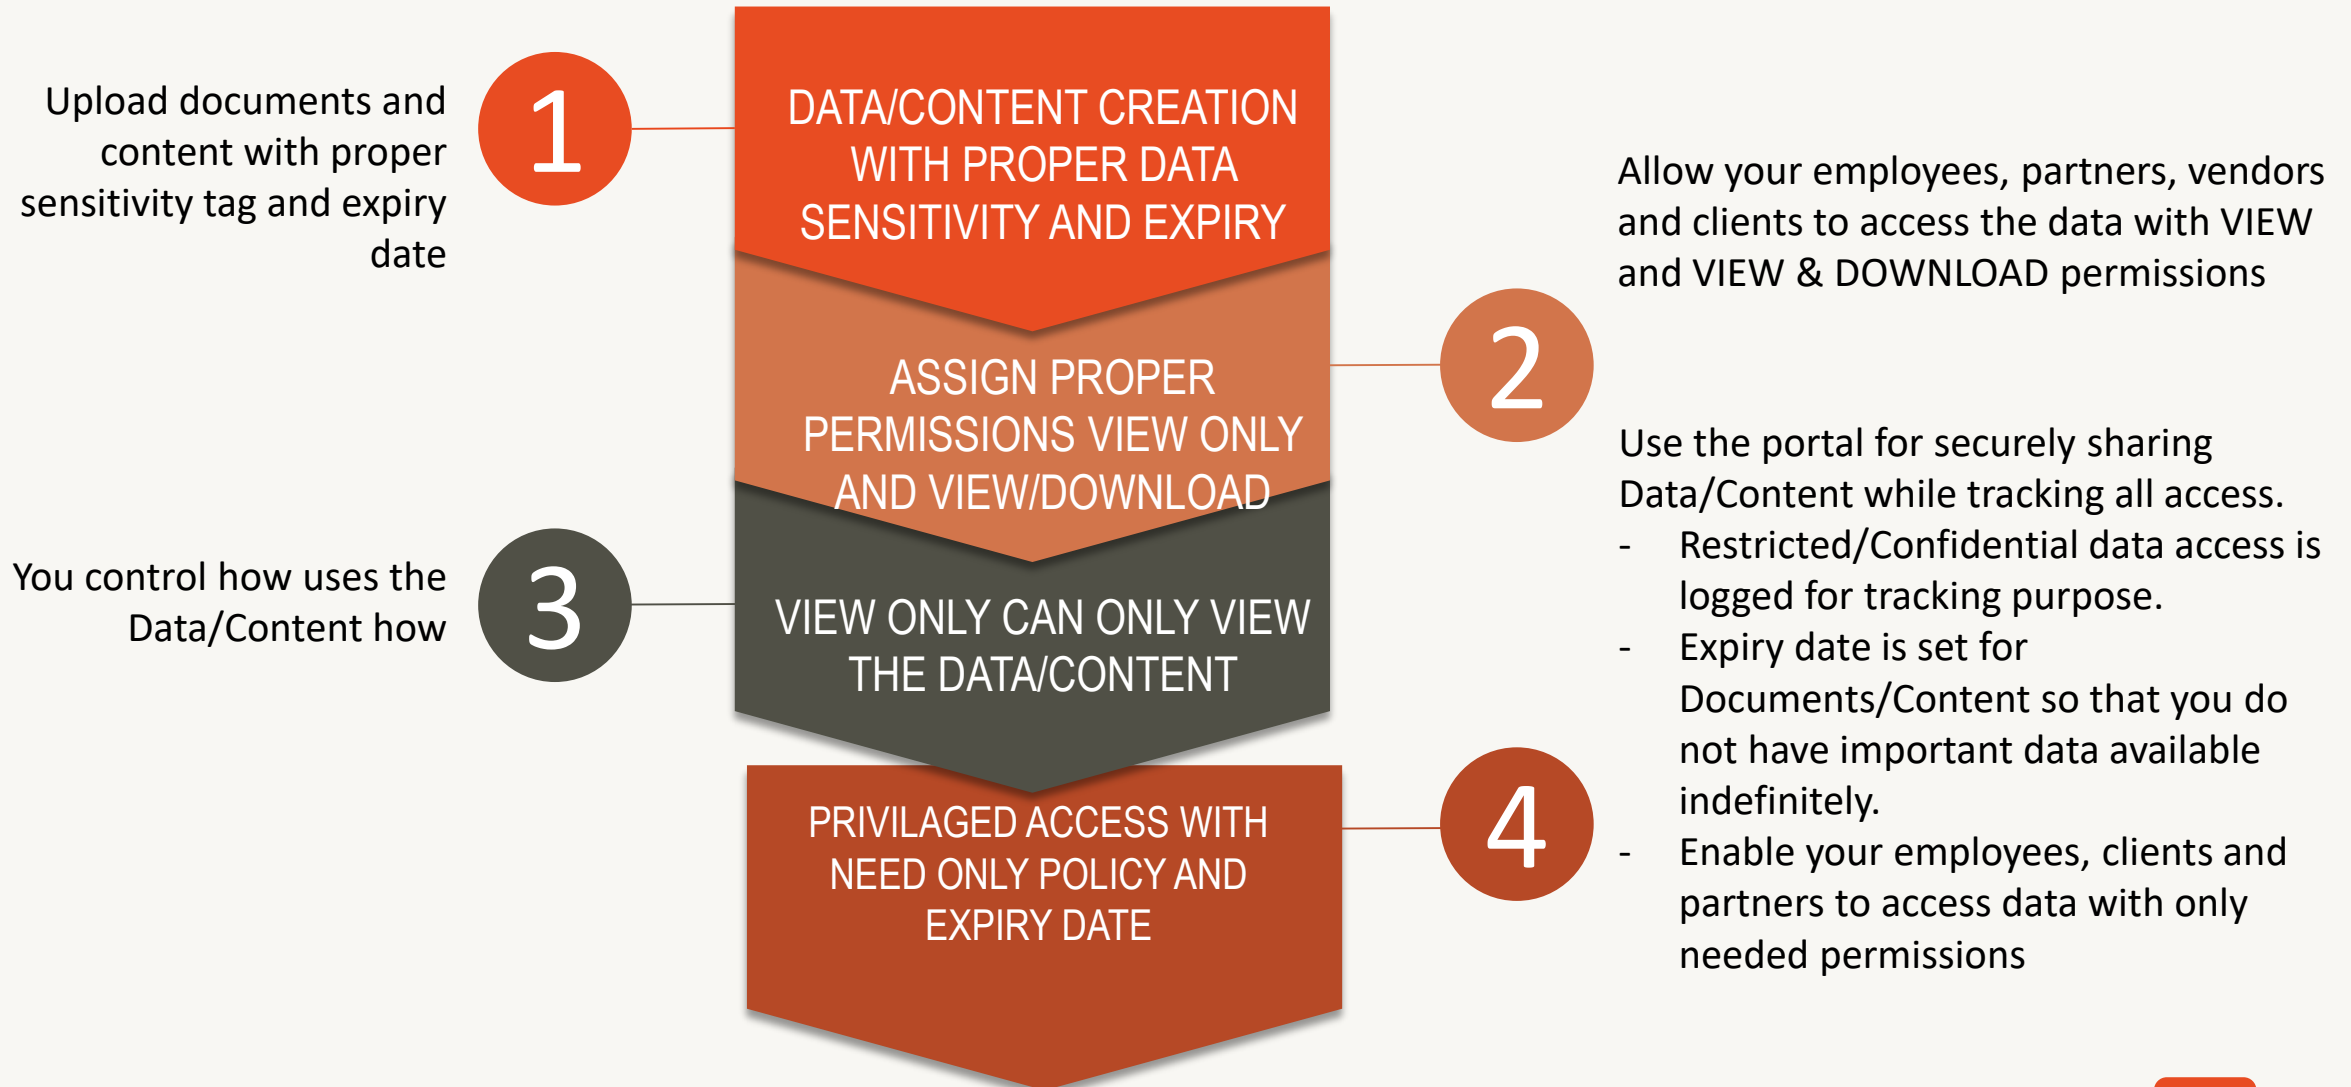 Upload documents and
content with proper
sensitivity tag and expiry
date
1
DATA/CONTENT CREATION
WITH PROPER DATA
SENSITIVITY AND EXPIRY
Allow your employees, partners, vendors
and clients to access the data with VIEW
and VIEW & DOWNLOAD permissions
2
ASSIGN PROPER
PERMISSIONS VIEW ONLY
AND VIEW/DOWNLOAD
You control how uses the
Data/Content how
3
VIEW ONLY CAN ONLY VIEW
THE DATA/CONTENT
PRIVILAGED ACCESS WITH
NEED ONLY POLICY AND
EXPIRY DATE
4
Use the portal for securely sharing
Data/Content while tracking all access.
- Restricted/Confidential data access is
logged for tracking purpose.
- Expiry date is set for
Documents/Content so that you do
not have important data available
indefinitely.
- Enable your employees, clients and
partners to access data with only
needed permissions